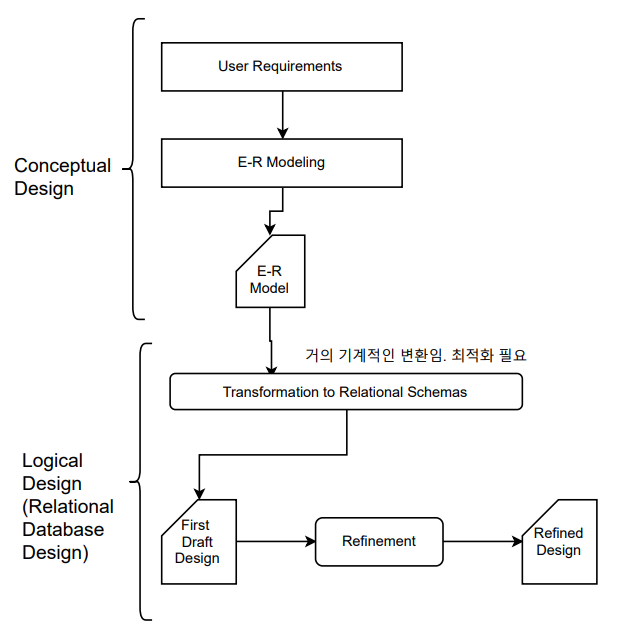 User Requirements
E-R Modeling
Conceptual
Design
E-R
Model
거의 기계적인 변환임. 최적화 필요
Transformation to Relational Schemas
Logical
Design
(Relational
Database
Design)
First
Draft
Design
Refinement
Refined
Design